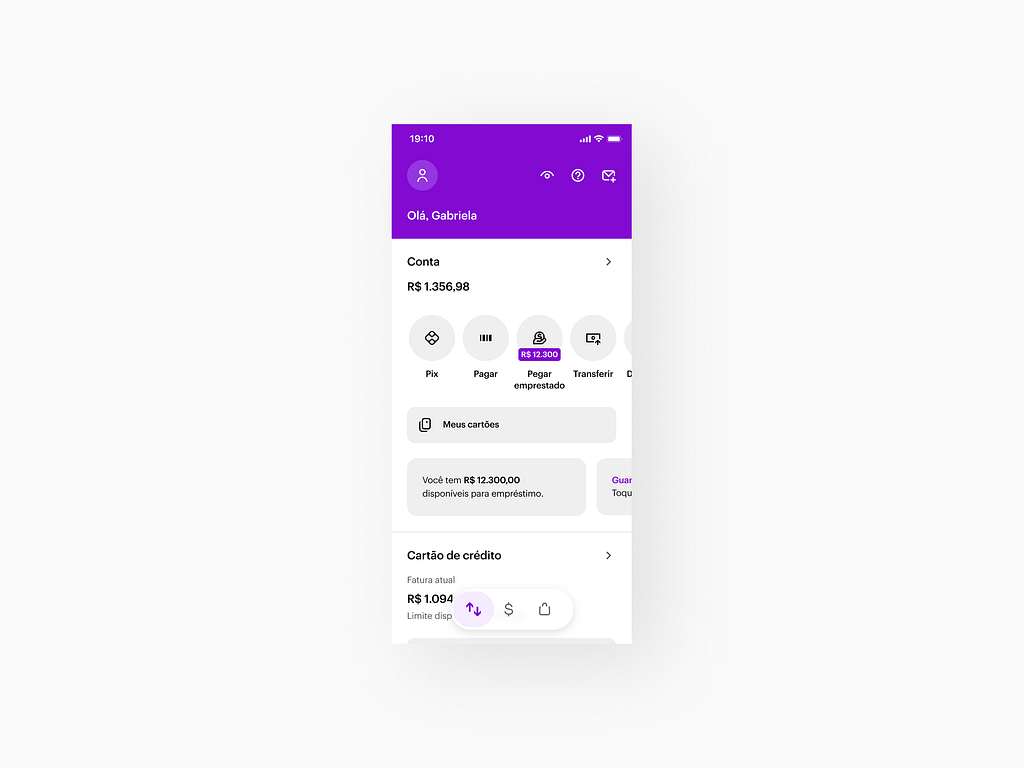 19:10
Olá, Gabriela
Conta
R$ 1.356,98
R$ 12.300
Pix
Pagar
Pegar
emprestado
Transferir
D
Meus cartões
Você tem R$ 12.300,00
disponíveis para empréstimo.
Guar
Toqu
Cartão de crédito
Fatura atual
R$ 1.094
Limite disp